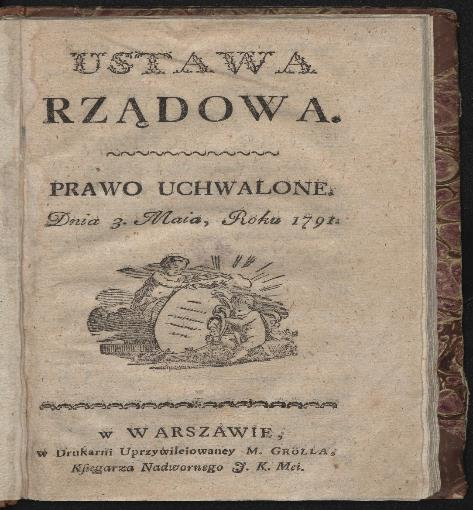 USTAWA
RZĄDOWA.
PRAWO UCHWALONE.
Dnia 3. Maia, Roku 1791.
w WARSZAWIE,
w Drukarni Uprzywileiowaney M. GRÖLLA,
Księgarza Nadwornego J. K. Mci.